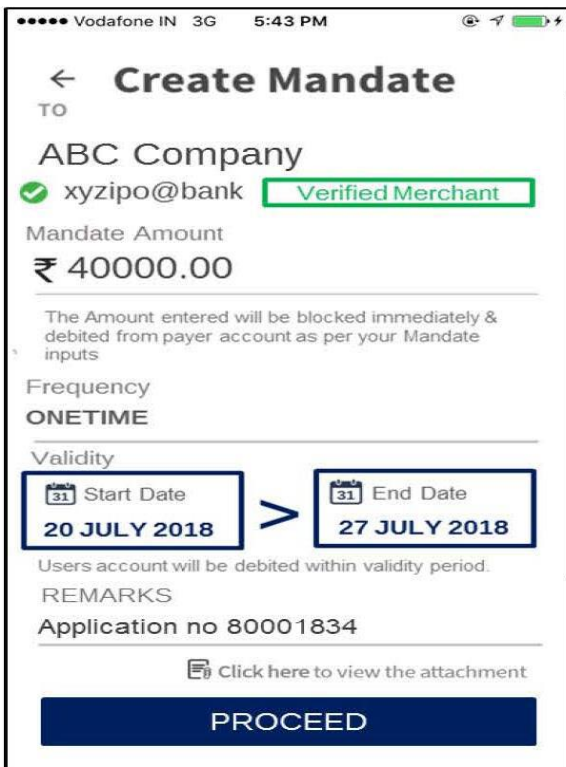 Vodafone IN 3G 5:43 PM
Create Mandate
TO
ABC Company
xyzipo@bank Verified Merchant
Mandate Amount
₹ 40000.00
The Amount entered will be blocked immediately &
debited from payer account as per your Mandate
inputs
Frequency
ONETIME
Validity
31 Start Date > 31 End Date
20 JULY 2018 27 JULY 2018
Users account will be debited within validity period.
REMARKS
Application no 80001834
Click here to view the attachment
PROCEED